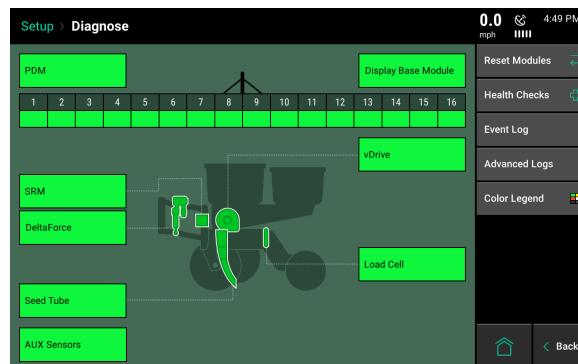 Setup > Diagnose
0.0
mph
4:49 PM
PDM
Display Base Module
1 2 3 4 5 6 7 8 9 10 11 12 13 14 15 16
vDrive
SRM
DeltaForce
Load Cell
Seed Tube
AUX Sensors
Reset Modules
Health Checks
Event Log
Advanced Logs
Color Legend
< Back